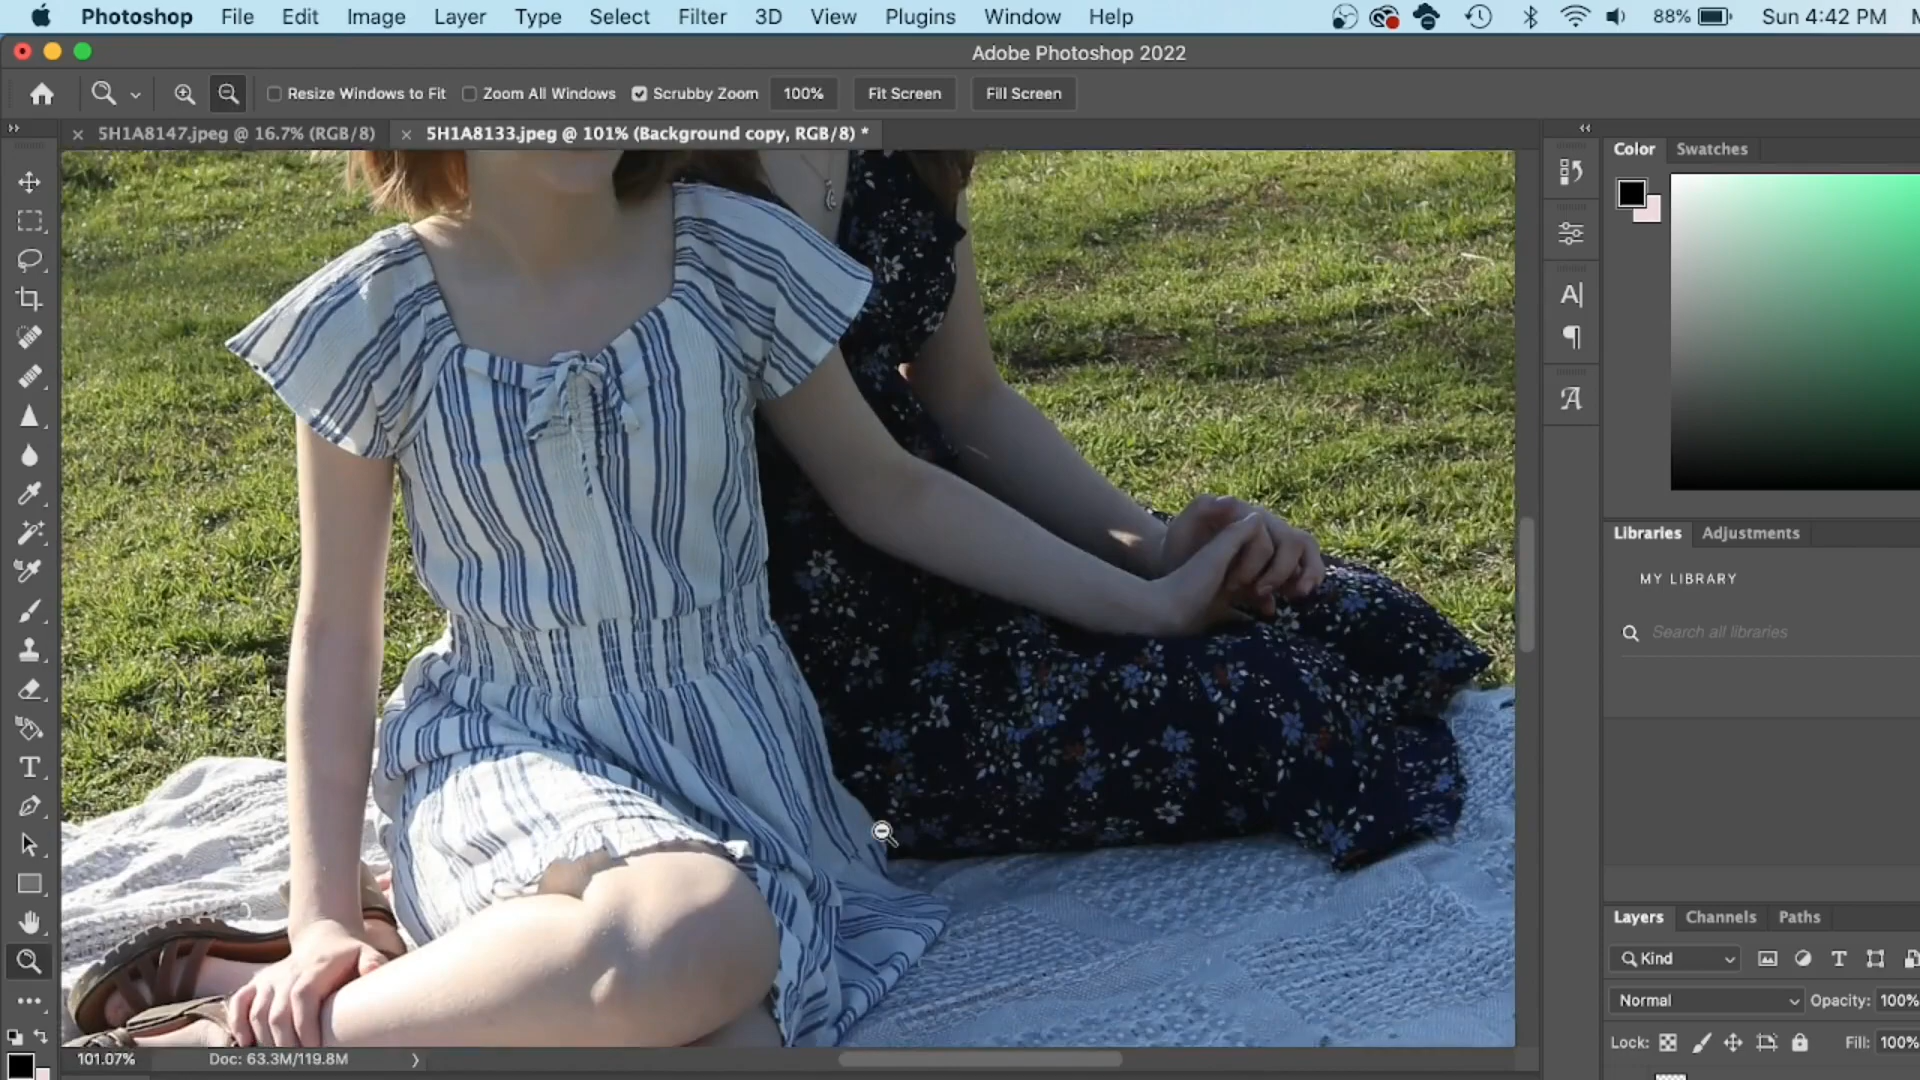 Photoshop File Edit Image Layer Type Select Filter 3D View Plugins Window Help 88% Sun 4:42 PM
Adobe Photoshop 2022
Resize Windows to Fit Zoom All Windows Scrubby Zoom 100% Fit Screen Fill Screen
5H1A8147.jpeg @ 16.7% (RGB/8) 5H1A8133.jpeg @ 101% (Background copy, RGB/8) *
Color Swatches
Libraries Adjustments
MY LIBRARY
Search all libraries
Layers Channels Paths
Kind
Normal Opacity: 100%
Lock: Fill: 100%
101.07% Doc: 63.3M/119.8M